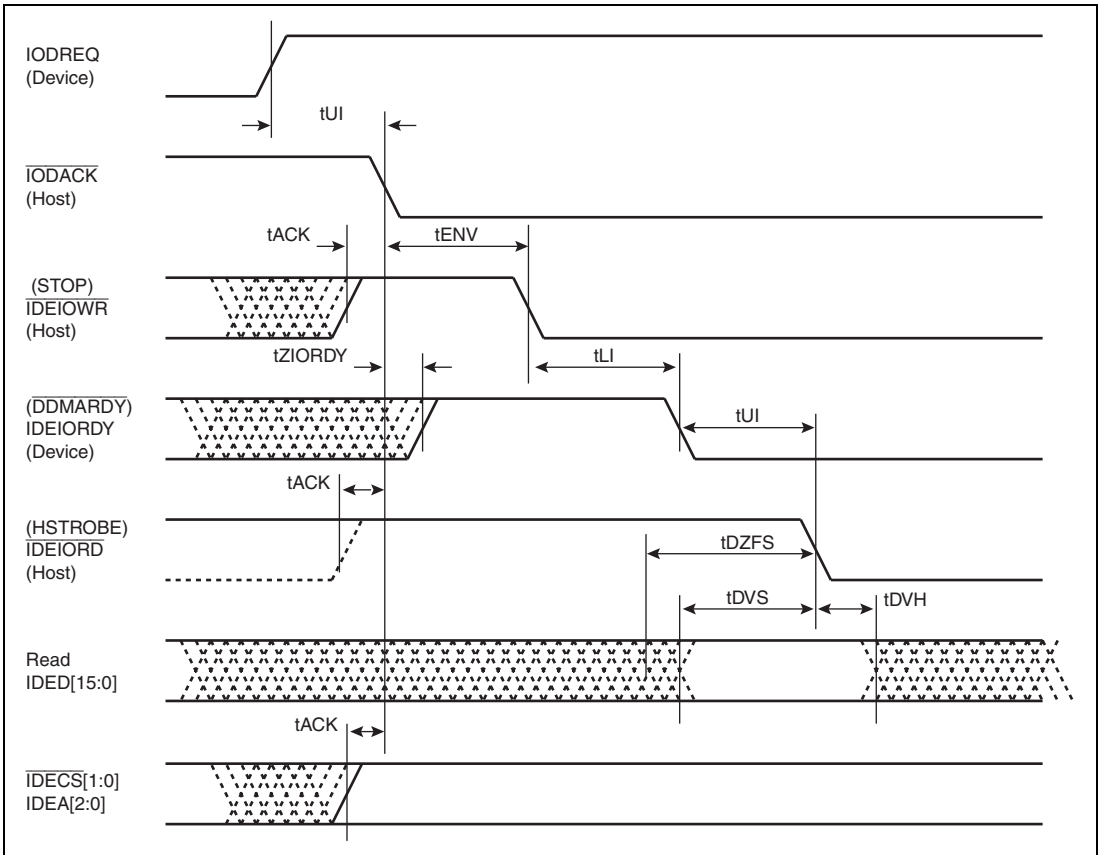 IODREQ
(Device)
tUI
IODACK
(Host)
tACK
tENV
(STOP)
IDEIOWR
(Host)
tZIORDY
tLI
(DDMARDY)
IDEIORDY
(Device)
tUI
tACK
(HSTROBE)
IDEIORD
(Host)
tDZFS
tDVS
tDVH
Read
IDED[15:0]
tACK
IDECS[1:0]
IDEA[2:0]